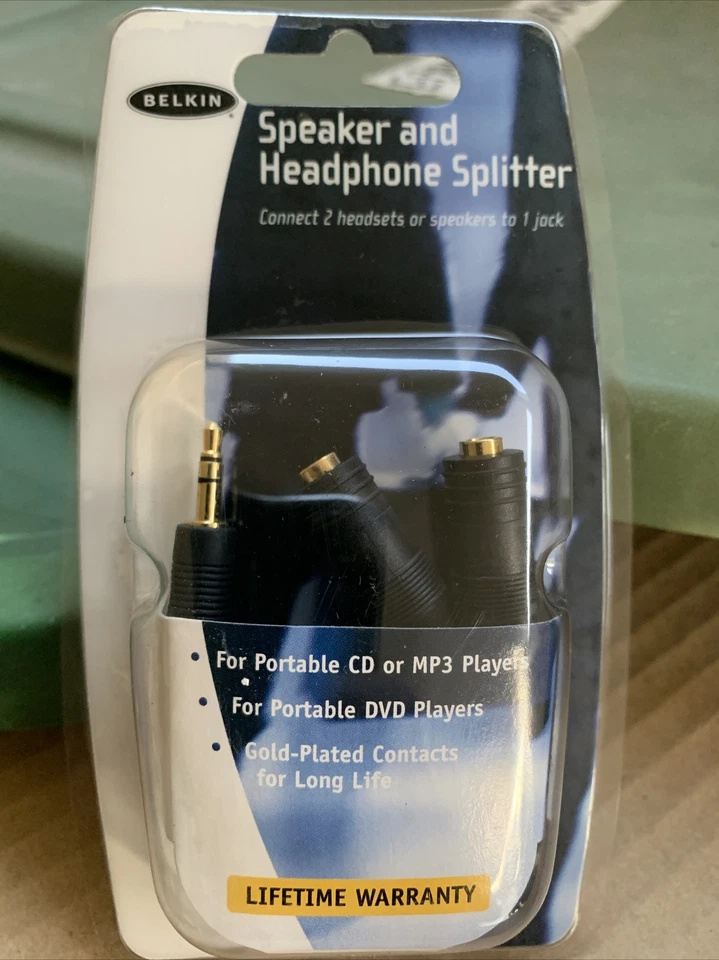 BELKIN
Speaker and
Headphone Splitter
Connect 2 headsets or speakers to 1 jack
• For Portable CD or MP3 Players
• For Portable DVD Players
• Gold-Plated Contacts
for Long Life
LIFETIME WARRANTY